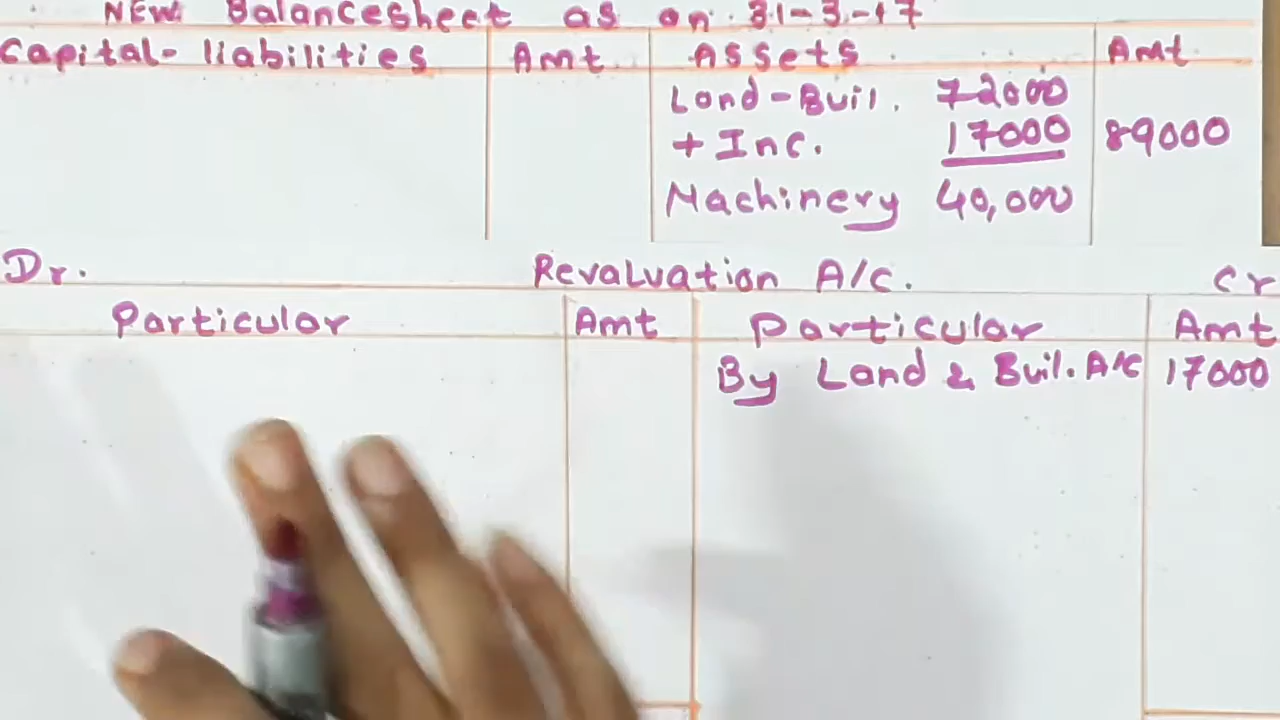 New Balancesheet as on 31-3-17
Capital-liabilities Amt. Assets Amt
Land-Buil. 72000
+ Inc. 17000 89000
Machinery 40,000
Dr. Revaluation A/c. Cr
Particular Amt Particular Amt
By Land & Buil. A/C 17000